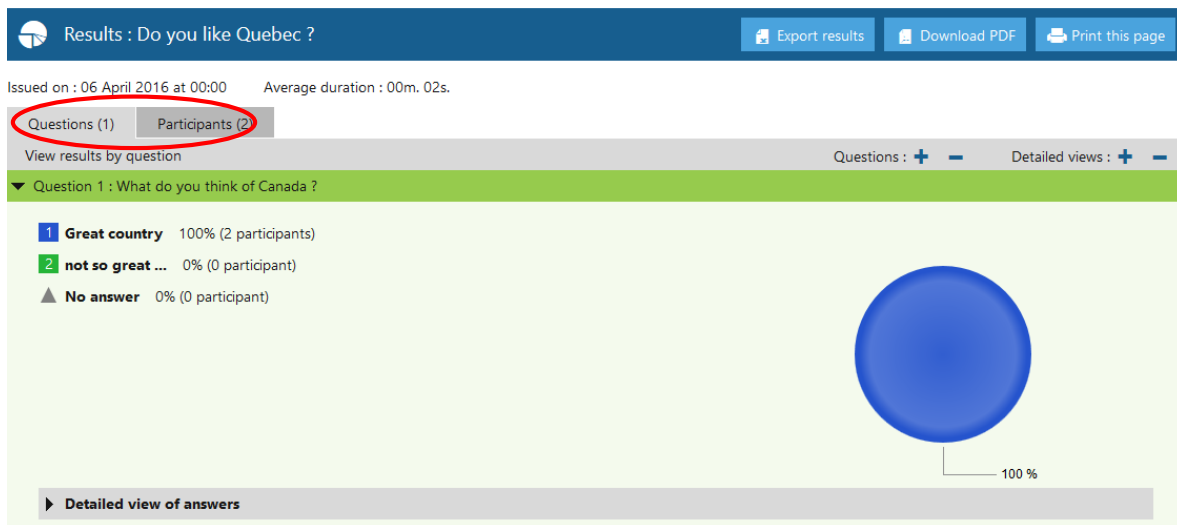 Results : Do you like Quebec ?
Export results
Download PDF
Print this page
Issued on : 06 April 2016 at 00:00 Average duration : 00m. 02s.
Questions (1) Participants (2)
View results by question Questions : + − Detailed views : + −
Question 1 : What do you think of Canada ?
1 Great country 100% (2 participants)
2 not so great ... 0% (0 participant)
No answer 0% (0 participant)
100 %
Detailed view of answers